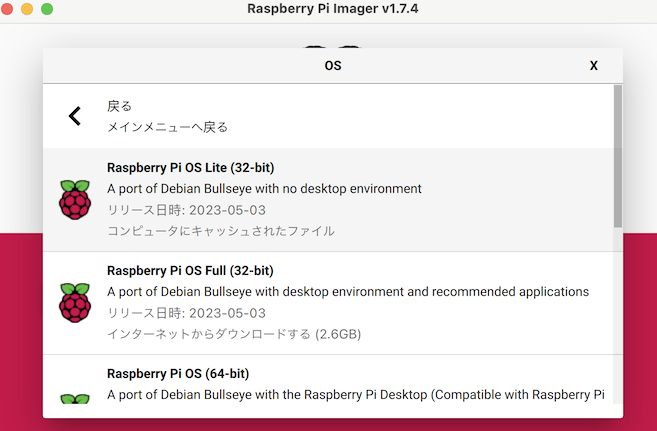 Raspberry Pi Imager v1.7.4
OS
X
戻る
メインメニューへ戻る
Raspberry Pi OS Lite (32-bit)
A port of Debian Bullseye with no desktop environment
リリース日時: 2023-05-03
コンピュータにキャッシュされたファイル
Raspberry Pi OS Full (32-bit)
A port of Debian Bullseye with desktop environment and recommended applications
リリース日時: 2023-05-03
インターネットからダウンロードする (2.6GB)
Raspberry Pi OS (64-bit)
A port of Debian Bullseye with the Raspberry Pi Desktop (Compatible with Raspberry Pi